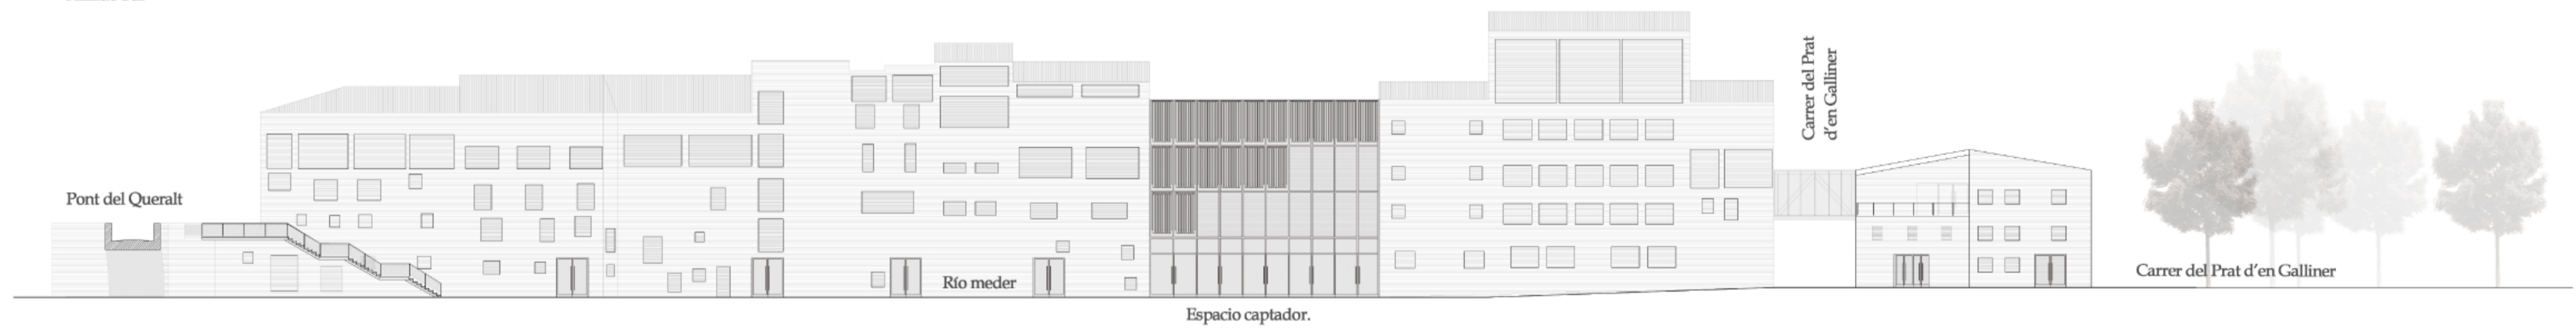 Pont del Queralt
Río meder
Espacio captador.
Carrer del Prat
d'en Galliner
Carrer del Prat d'en Galliner